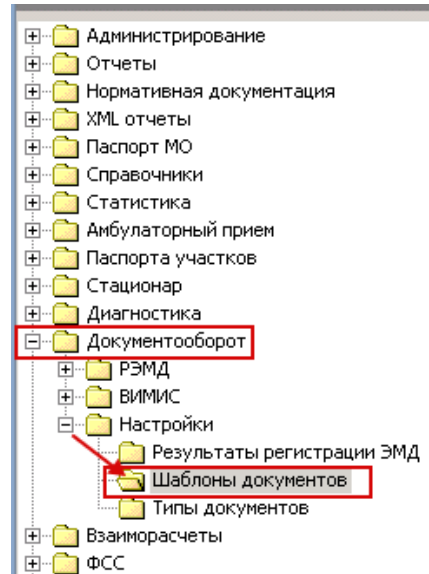 Администрирование
Отчеты
Нормативная документация
XML отчеты
Паспорт МО
Справочники
Статистика
Амбулаторный прием
Паспорта участков
Стационар
Диагностика
Документооборот
РЭМД
ВИМИС
Настройки
Результаты регистрации ЭМД
Шаблоны документов
Типы документов
Взаиморасчеты
ФСС